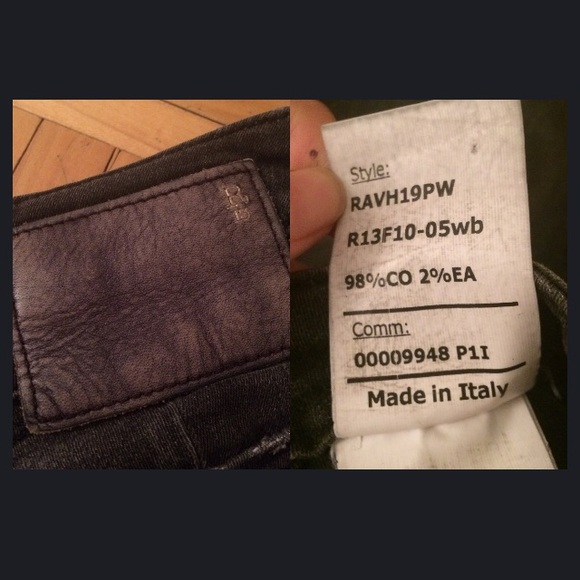 Style:
RAVH19PW
R13F10-05wb
98%CO 2%EA
Comm:
00009948 P1I
Made in Italy